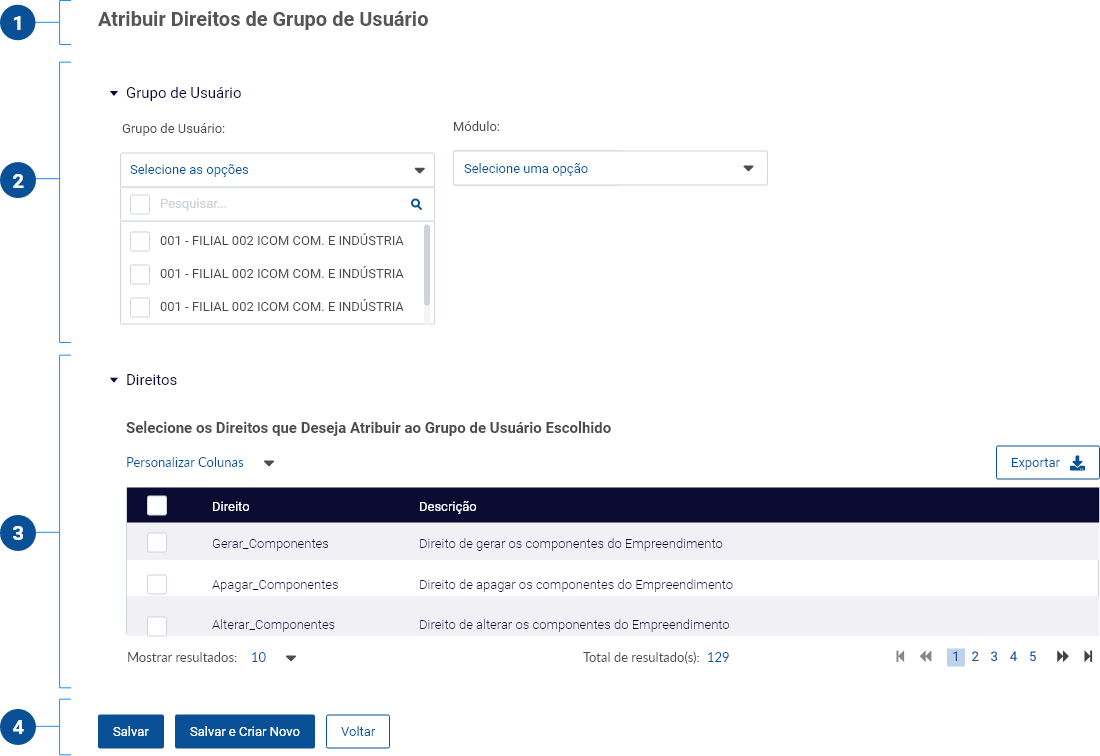 1 Atribuir Direitos de Grupo de Usuário
Grupo de Usuário
Grupo de Usuário: Módulo:
2 Selecione as opções Selecione uma opção
Pesquisar...
001 - FILIAL 002 ICOM COM. E INDÚSTRIA
001 - FILIAL 002 ICOM COM. E INDÚSTRIA
001 - FILIAL 002 ICOM COM. E INDÚSTRIA
Direitos
Selecione os Direitos que Deseja Atribuir ao Grupo de Usuário Escolhido
Personalizar Colunas Exportar
Direito Descrição
3 Gerar_Componentes Direito de gerar os componentes do Empreendimento
Apagar_Componentes Direito de apagar os componentes do Empreendimento
Alterar_Componentes Direito de alterar os componentes do Empreendimento
Mostrar resultados: 10 Total de resultado(s): 129 1 2 3 4 5
4 Salvar Salvar e Criar Novo Voltar